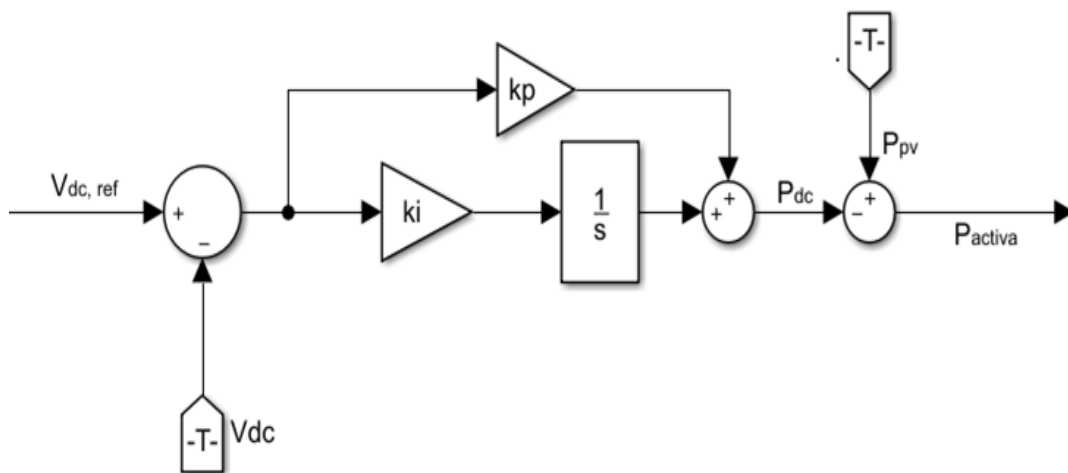 -T-
kp
Ppv
Vdc, ref
+
−
ki
1
s
+
+
Pdc
−
+
Pactiva
-T-
Vdc